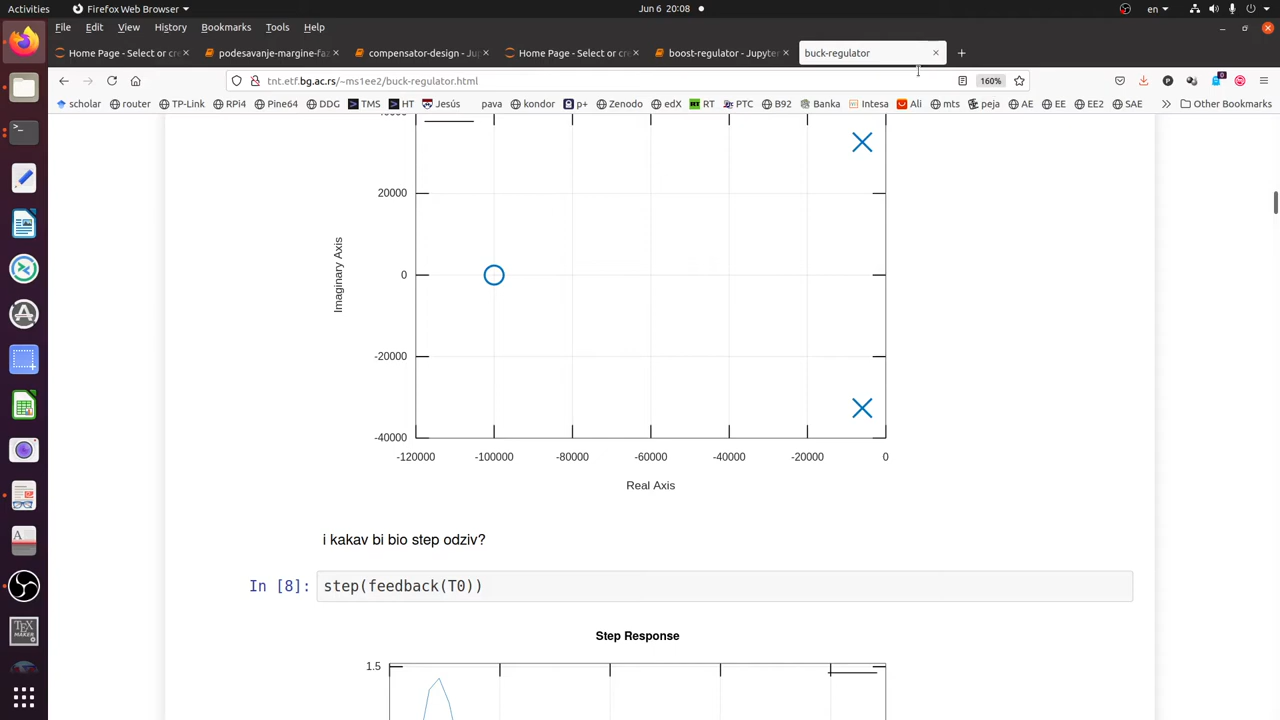 Activities
Firefox Web Browser
Jun 6 20:08
en
File Edit View History Bookmarks Tools Help
Home Page - Select or cr
podesavanje-margine-faz
compensator-design - Ju
Home Page - Select or cr
boost-regulator - Jupyter
buck-regulator
tnt.etf.bg.ac.rs/~ms1ee2/buck-regulator.html
160%
scholar router TP-Link RPi4 Pine64 DDG TMS HT Jesús pava kondor p+ Zenodo edX RT PTC B92 Banka Intesa Ali mts peja AE EE EE2 SAE Other Bookmarks
20000
0
-20000
-40000
Imaginary Axis
-120000 -100000 -80000 -60000 -40000 -20000 0
Real Axis
i kakav bi bio step odziv?
In [8]: step(feedback(T0))
Step Response
1.5